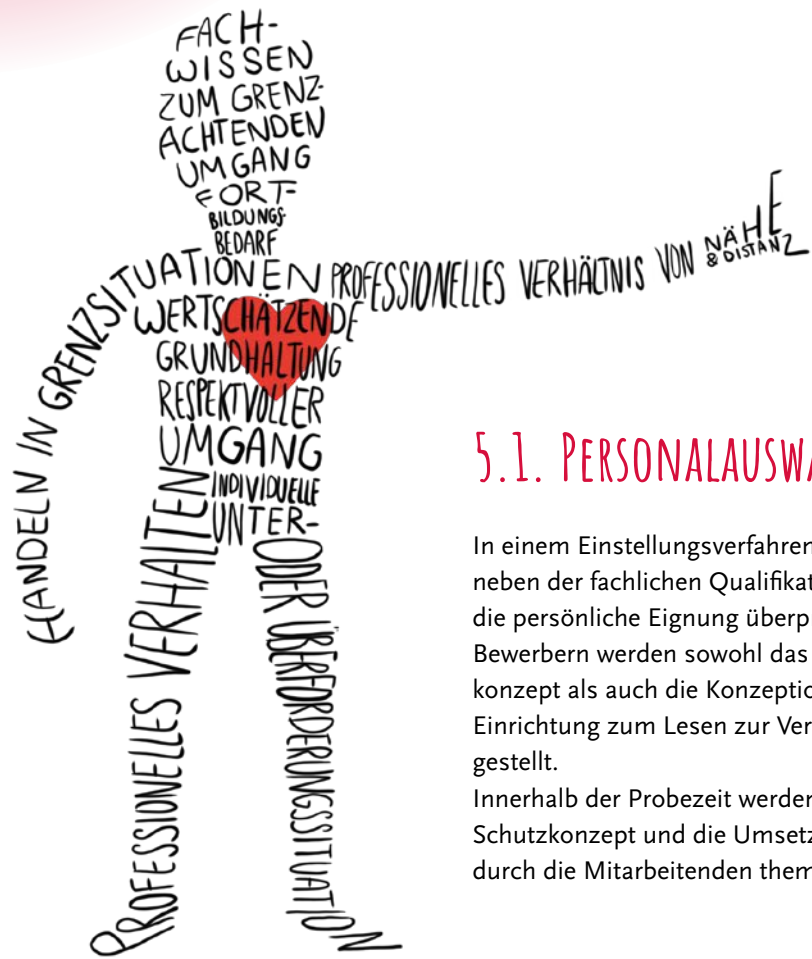 FACH-
WISSEN
ZUM GRENZ-
ACHTENDEN
UMGANG
FORT-
BILDUNGS-
BEDARF
HANDELN IN GRENZSITUATIONEN
PROFESSIONELLES VERHÄLTNIS VON NÄHE
& DISTANZ
WERTSCHÄTZENDE
GRUNDHALTUNG
RESPEKTVOLLER
UMGANG
INDIVIDUELLE
UNTER-
ODER ÜBERFORDERUNGSSITUATION
PROFESSIONELLES VERHALTEN
5.1. PERSONALAUSWA
In einem Einstellungsverfahren
neben der fachlichen Qualifikat
die persönliche Eignung überp
Bewerbern werden sowohl das
konzept als auch die Konzeptio
Einrichtung zum Lesen zur Ver
gestellt.
Innerhalb der Probezeit werden
Schutzkonzept und die Umsetz
durch die Mitarbeitenden them